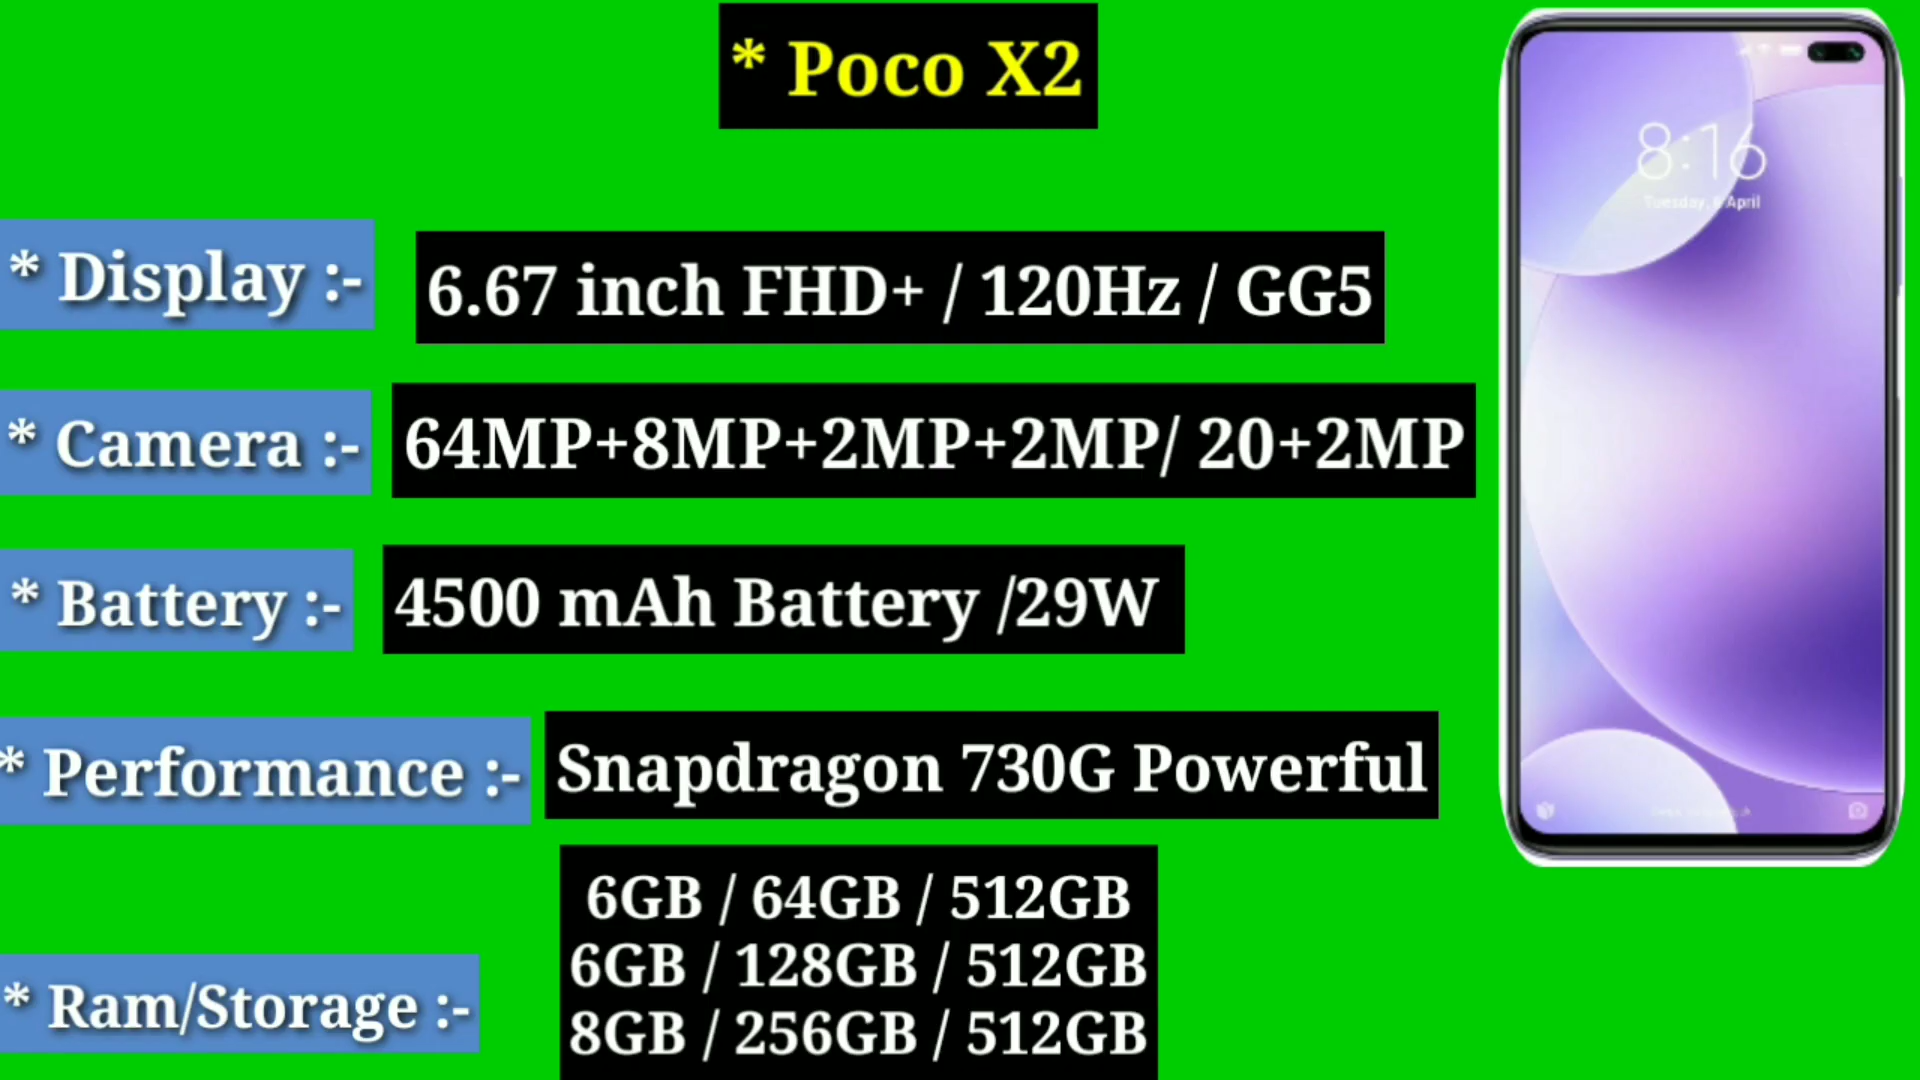 * Poco X2
* Display :-
6.67 inch FHD+ / 120Hz / GG5
* Camera :-
64MP+8MP+2MP+2MP/ 20+2MP
* Battery :-
4500 mAh Battery /29W
* Performance :-
Snapdragon 730G Powerful
* Ram/Storage :-
6GB / 64GB / 512GB
6GB / 128GB / 512GB
8GB / 256GB / 512GB
8:16
Tuesday, April